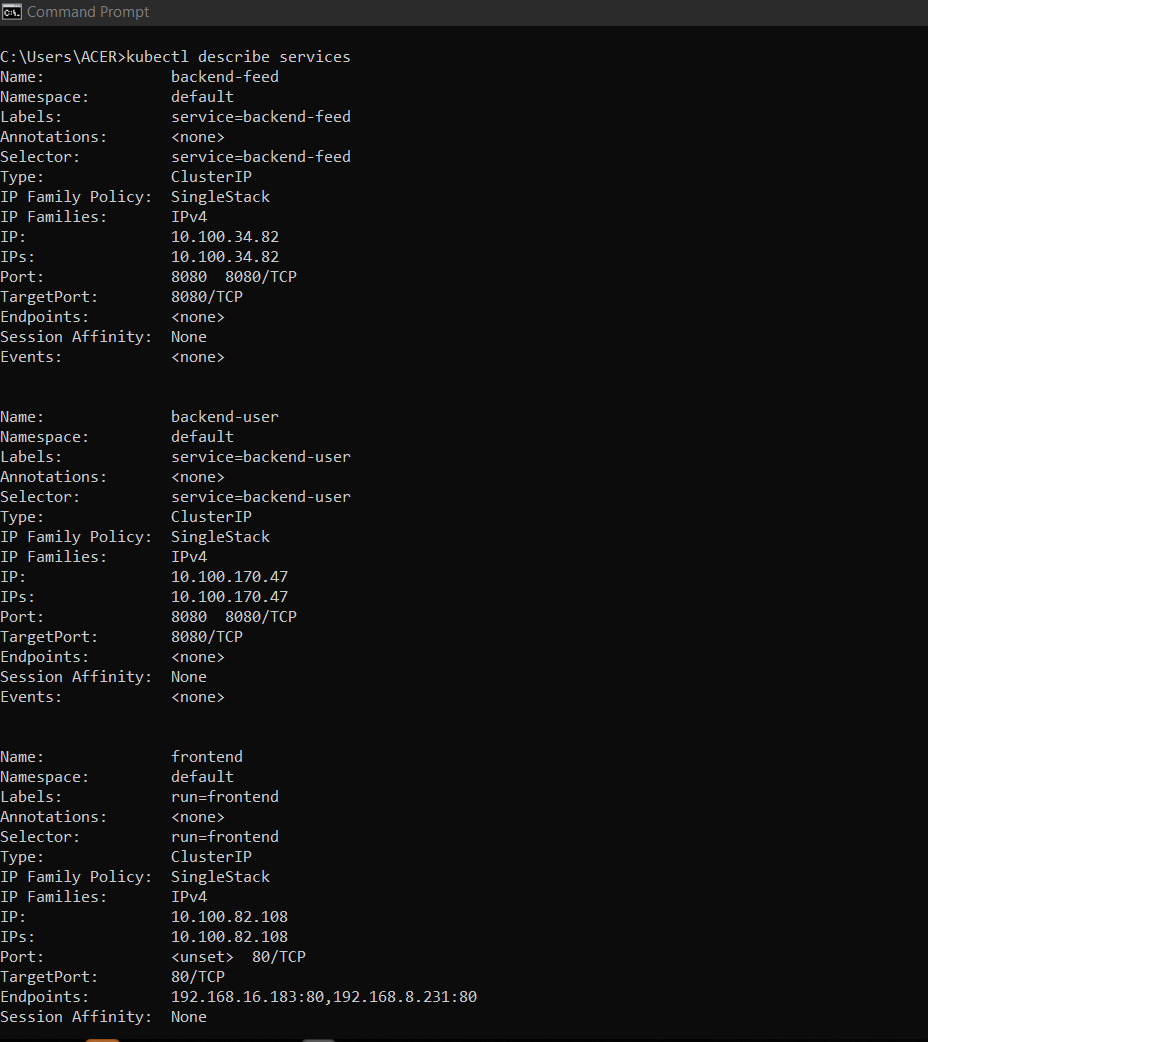 Command Prompt
C:\Users\ACER>kubectl describe services
Name:              backend-feed
Namespace:         default
Labels:            service=backend-feed
Annotations:       <none>
Selector:          service=backend-feed
Type:              ClusterIP
IP Family Policy:  SingleStack
IP Families:       IPv4
IP:                10.100.34.82
IPs:               10.100.34.82
Port:              8080  8080/TCP
TargetPort:        8080/TCP
Endpoints:         <none>
Session Affinity:  None
Events:            <none>
Name:              backend-user
Namespace:         default
Labels:            service=backend-user
Annotations:       <none>
Selector:          service=backend-user
Type:              ClusterIP
IP Family Policy:  SingleStack
IP Families:       IPv4
IP:                10.100.170.47
IPs:               10.100.170.47
Port:              8080  8080/TCP
TargetPort:        8080/TCP
Endpoints:         <none>
Session Affinity:  None
Events:            <none>
Name:              frontend
Namespace:         default
Labels:            run=frontend
Annotations:       <none>
Selector:          run=frontend
Type:              ClusterIP
IP Family Policy:  SingleStack
IP Families:       IPv4
IP:                10.100.82.108
IPs:               10.100.82.108
Port:              <unset>  80/TCP
TargetPort:        80/TCP
Endpoints:         192.168.16.183:80,192.168.8.231:80
Session Affinity:  None